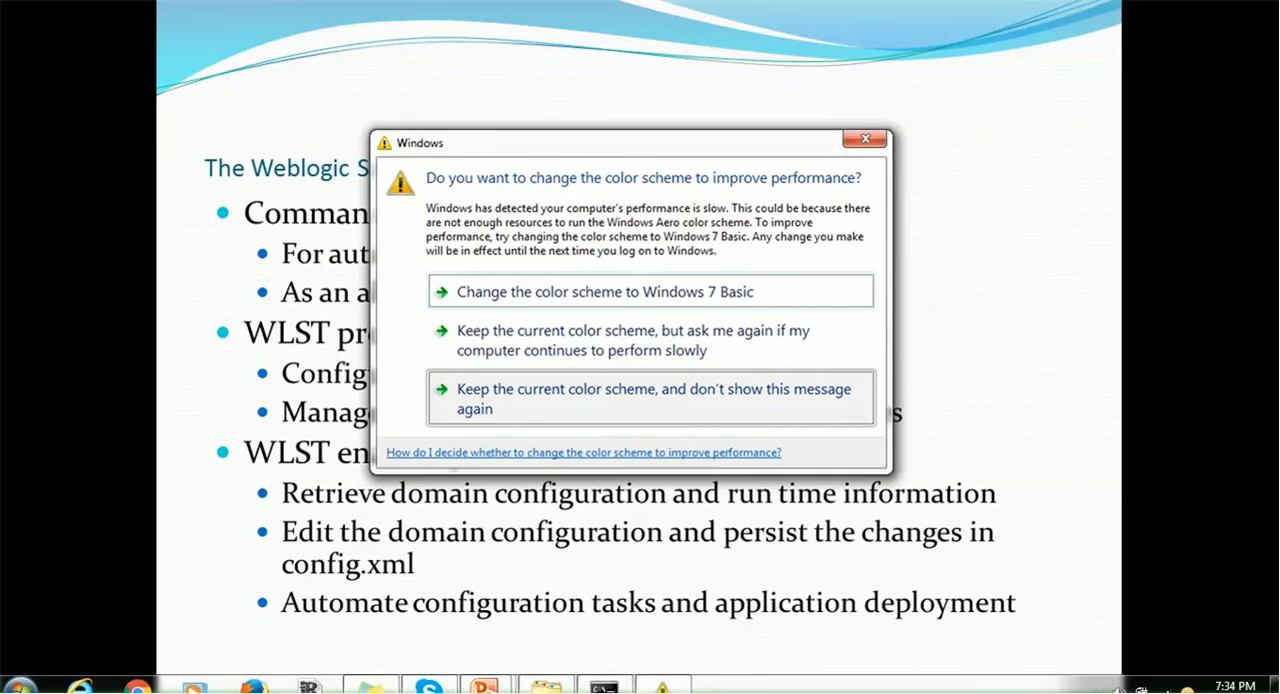 Windows
The Weblogic S
Do you want to change the color scheme to improve performance?
Windows has detected your computer's performance is slow. This could be because there
are not enough resources to run the Windows Aero color scheme. To improve
performance, try changing the color scheme to Windows 7 Basic. Any change you make
will be in effect until the next time you log on to Windows.
Change the color scheme to Windows 7 Basic
Keep the current color scheme, but ask me again if my
computer continues to perform slowly
Keep the current color scheme, and don't show this message
again
How do I decide whether to change the color scheme to improve performance?
Comman
For aut
As an a
WLST pr
Config
Manag
s
WLST en
Retrieve domain configuration and run time information
Edit the domain configuration and persist the changes in
config.xml
Automate configuration tasks and application deployment
7:34 PM